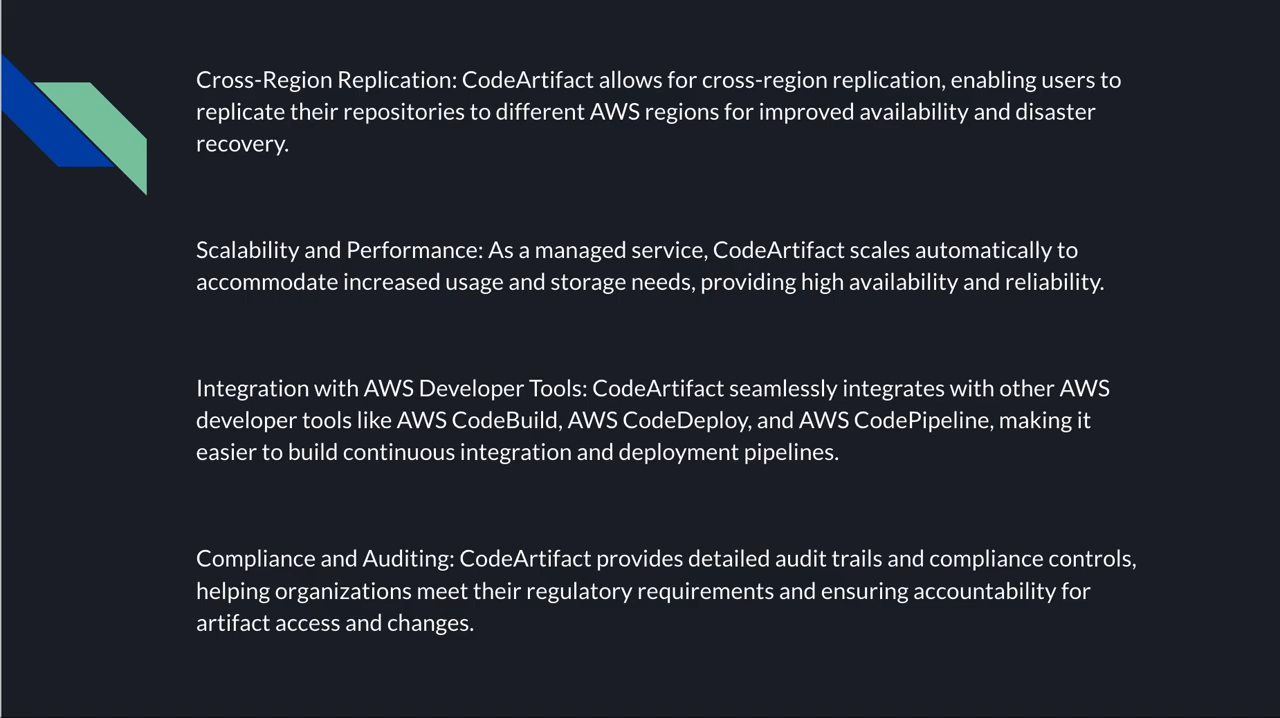 Cross-Region Replication: CodeArtifact allows for cross-region replication, enabling users to
replicate their repositories to different AWS regions for improved availability and disaster
recovery.
Scalability and Performance: As a managed service, CodeArtifact scales automatically to
accommodate increased usage and storage needs, providing high availability and reliability.
Integration with AWS Developer Tools: CodeArtifact seamlessly integrates with other AWS
developer tools like AWS CodeBuild, AWS CodeDeploy, and AWS CodePipeline, making it
easier to build continuous integration and deployment pipelines.
Compliance and Auditing: CodeArtifact provides detailed audit trails and compliance controls,
helping organizations meet their regulatory requirements and ensuring accountability for
artifact access and changes.